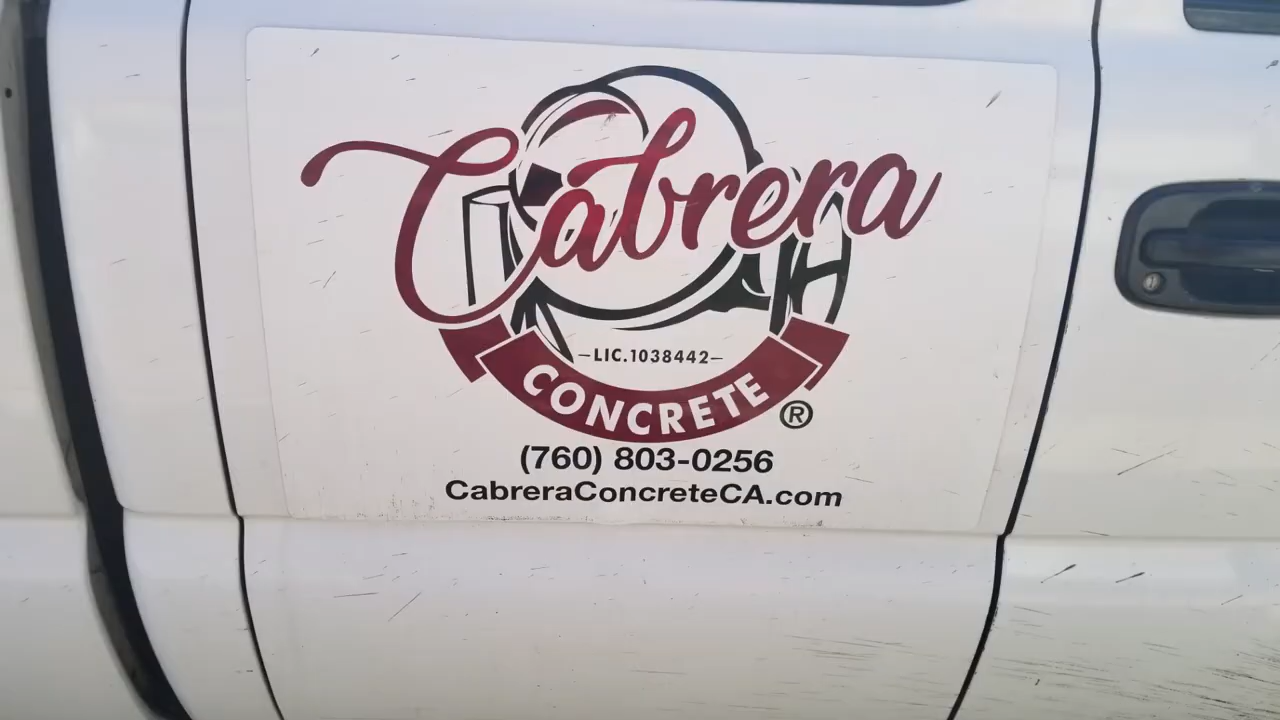 Cabrera
-LIC.1038442-
CONCRETE ®
(760) 803-0256
CabreraConcreteCA.com